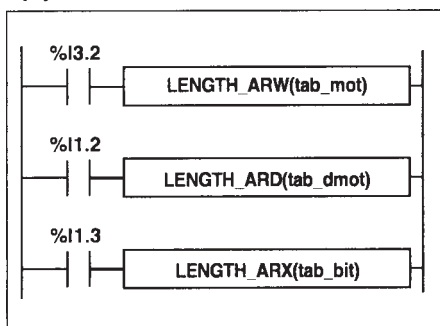 %I3.2
LENGTH_ARW(tab_mot)
%I1.2
LENGTH_ARD(tab_dmot)
%I1.3
LENGTH_ARX(tab_bit)